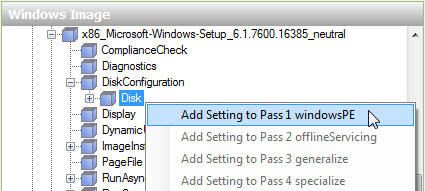 Windows Image
x86_Microsoft-Windows-Setup_6.1.7600.16385_neutral
ComplianceCheck
Diagnostics
DiskConfiguration
Disk
Display
Add Setting to Pass 1 windowsPE
DynamicU
Add Setting to Pass 2 offlineServicing
ImageInst
PageFile
Add Setting to Pass 3 generalize
RunAsyn
Add Setting to Pass 4 specialize